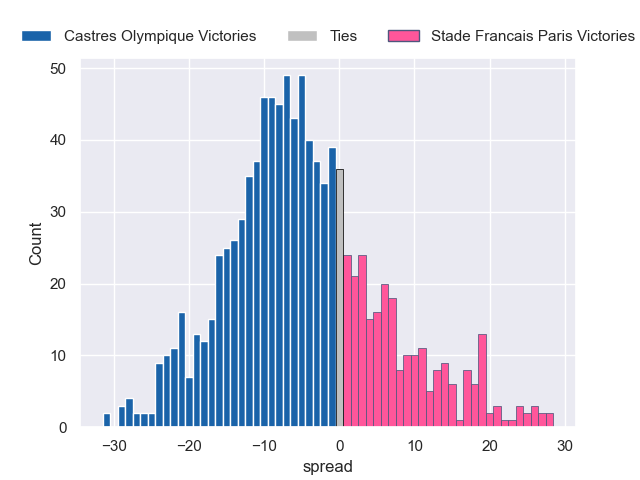 Castres Olympique Victories Ties Stade Francais Paris Victories
50
40
30
20
10
0
Count
−30 −20 −10 0 10 20 30
spread